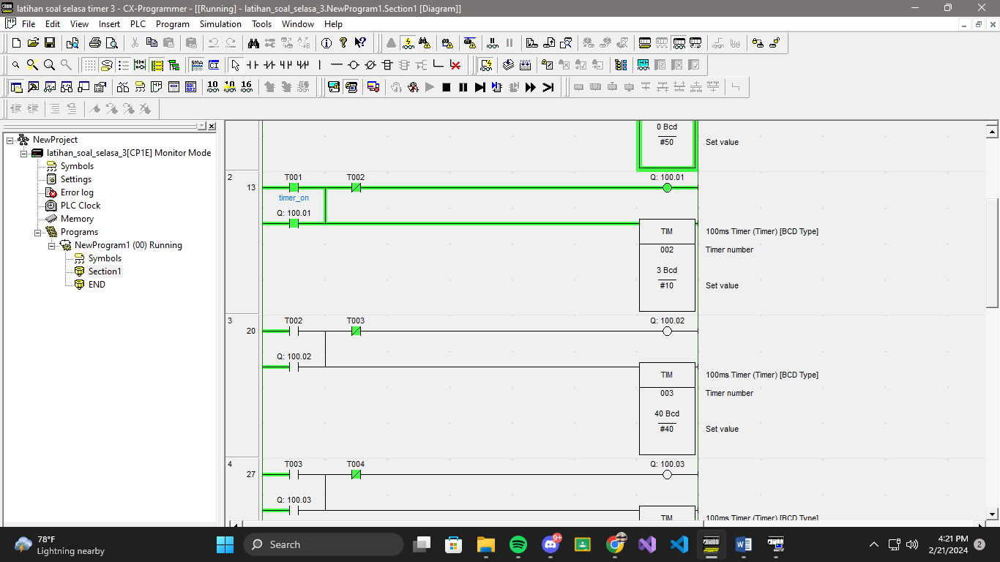 latihan soal selasa timer 3 - CX-Programmer - [[Running] - latihan_soal_selasa_3.NewProgram1.Section1 [Diagram]]
File Edit View Insert PLC Program Simulation Tools Window Help
SMA CI
10 10 16
NewProject
latihan_soal_selasa_3[CP1E] Monitor Mode
Symbols
Settings
Error log
PLC Clock
Memory
Programs
NewProgram1 (00) Running
Symbols
Section1
END
0 Bcd
#50 Set value
2 T001 T002 Q: 100.01
13
timer_on
Q: 100.01
TIM 100ms Timer (Timer) [BCD Type]
002 Timer number
3 Bcd
#10 Set value
3 T002 T003 Q: 100.02
20
Q: 100.02
TIM 100ms Timer (Timer) [BCD Type]
003 Timer number
40 Bcd
#40 Set value
4 T003 T004 Q: 100.03
27
Q: 100.03
TIM 100ms Timer (Timer) [BCD Type]
78°F
Lightning nearby
Search
9+
4:21 PM
2/21/2024
2